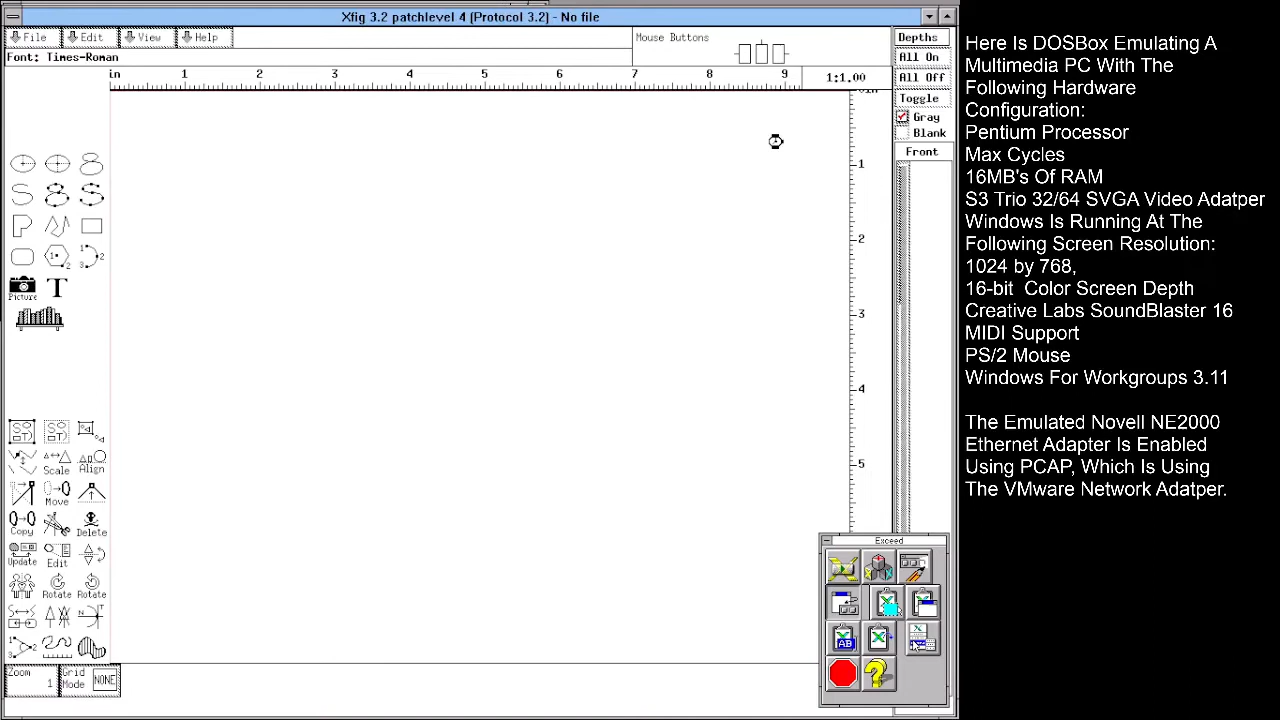 Xfig 3.2 patchlevel 4 (Protocol 3.2) - No file
File Edit View Help
Mouse Buttons
Font: Times-Roman
in 1 2 3 4 5 6 7 8 9 1:1.00
Depths
All On
All Off
Toggle
Gray
Blank
Front
1
2
3
4
5
Picture
T
Scale Align
Move
Copy Delete
Update Edit
Rotate Rotate
Zoom 1
Grid Mode NONE
Exceed
AB
Here Is DOSBox Emulating A
Multimedia PC With The
Following Hardware
Configuration:
Pentium Processor
Max Cycles
16MB's Of RAM
S3 Trio 32/64 SVGA Video Adatper
Windows Is Running At The
Following Screen Resolution:
1024 by 768,
16-bit Color Screen Depth
Creative Labs SoundBlaster 16
MIDI Support
PS/2 Mouse
Windows For Workgroups 3.11
The Emulated Novell NE2000
Ethernet Adapter Is Enabled
Using PCAP, Which Is Using
The VMware Network Adatper.